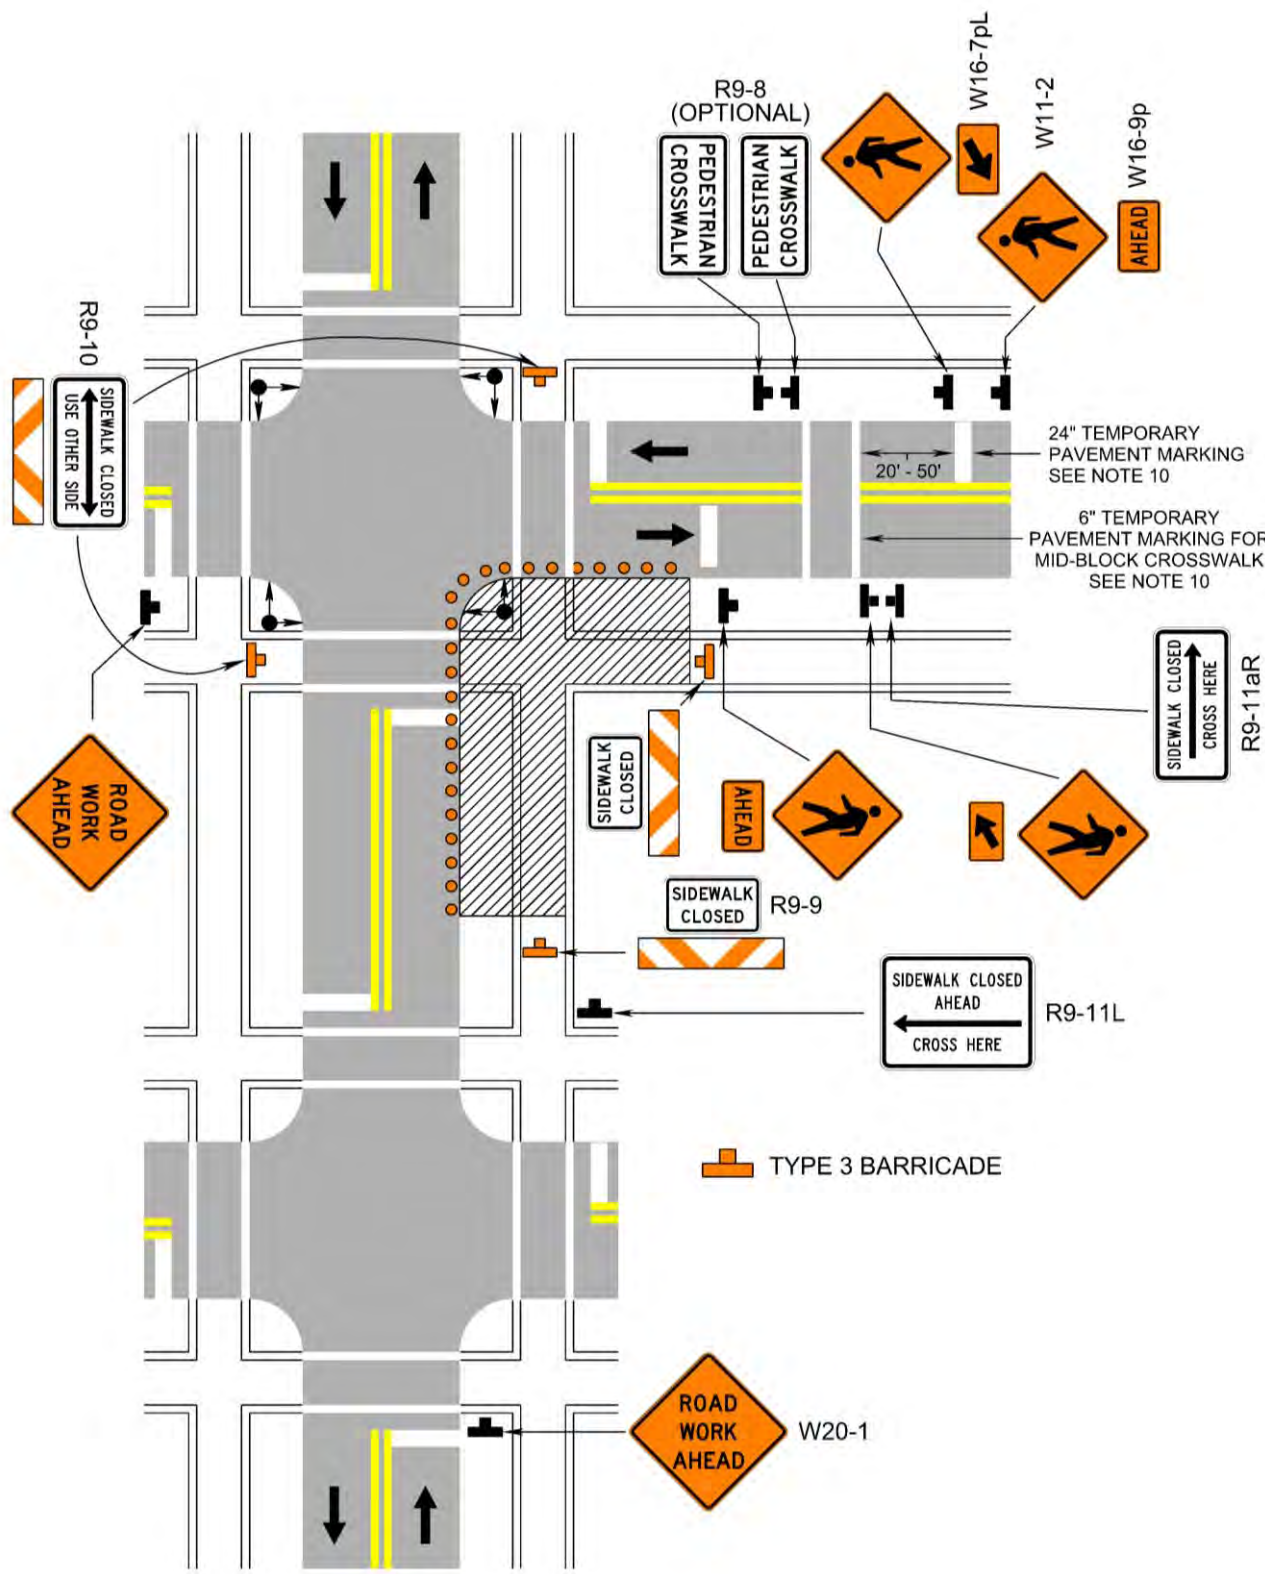 W16-7pL
W11-2
W16-9p
R9-8
(OPTIONAL)
PEDESTRIAN
CROSSWALK
PEDESTRIAN
CROSSWALK
AHEAD
R9-10
SIDEWALK CLOSED
USE OTHER SIDE
24" TEMPORARY
PAVEMENT MARKING
SEE NOTE 10
20' - 50'
6" TEMPORARY
PAVEMENT MARKING FOR
MID-BLOCK CROSSWALK
SEE NOTE 10
SIDEWALK CLOSED
CROSS HERE
R9-11aR
ROAD
WORK
AHEAD
SIDEWALK
CLOSED
AHEAD
SIDEWALK
CLOSED
R9-9
SIDEWALK CLOSED
AHEAD
CROSS HERE
R9-11L
TYPE 3 BARRICADE
ROAD
WORK
AHEAD
W20-1